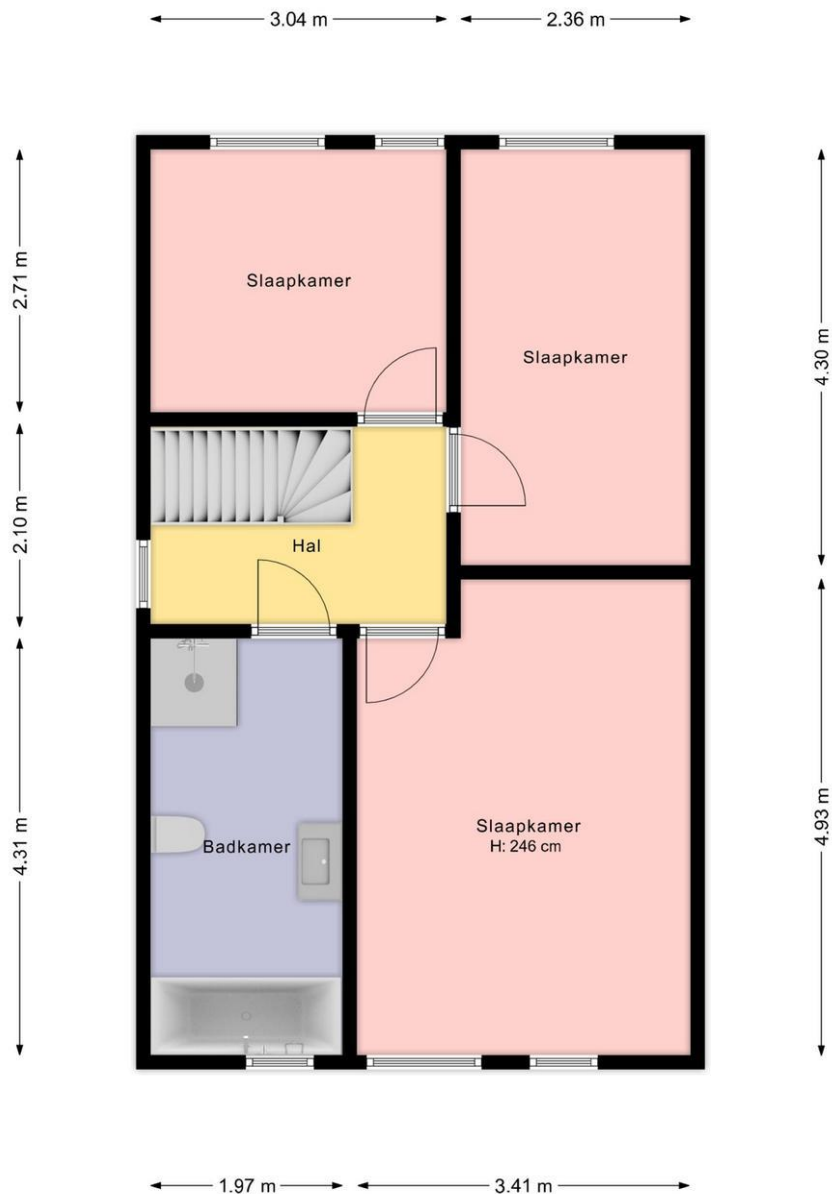 3.04 m
2.36 m
2.71 m
Slaapkamer
Slaapkamer
4.30 m
2.10 m
Hal
4.31 m
Badkamer
Slaapkamer
H: 246 cm
4.93 m
1.97 m
3.41 m